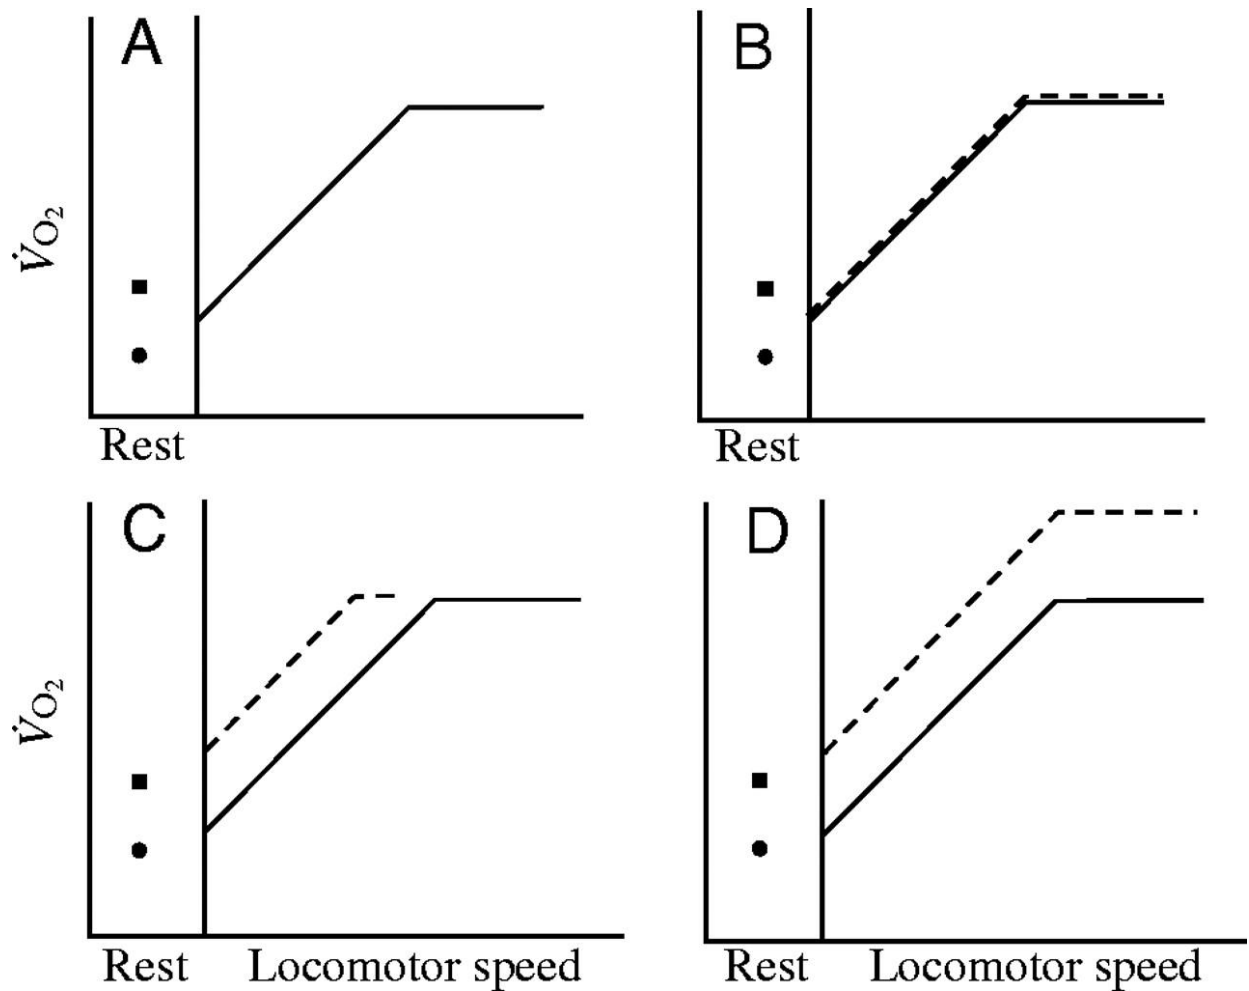 A
B
V̇O₂
Rest
Rest
C
D
V̇O₂
Rest Locomotor speed
Rest Locomotor speed